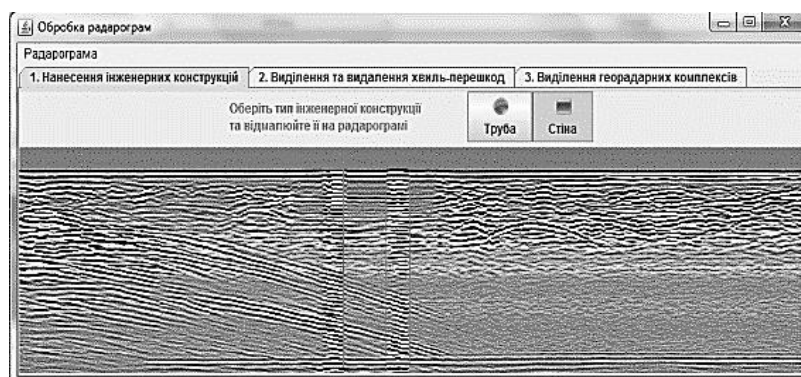 Обробка радарограм
Радарограма
1. Нанесення інженерних конструкцій
2. Виділення та видалення хвиль-перешкод
3. Виділення георадарних комплексів
Оберіть тип інженерної конструкції
та відмалюйте її на радарограмі
Труба
Стіна